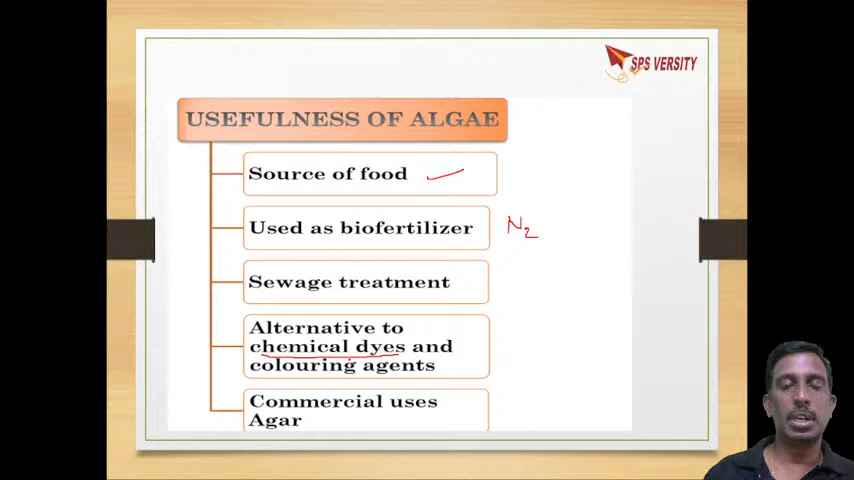 SPS VERSITY
USEFULNESS OF ALGAE
Source of food
Used as biofertilizer N2
Sewage treatment
Alternative to
chemical dyes and
colouring agents
Commercial uses
Agar